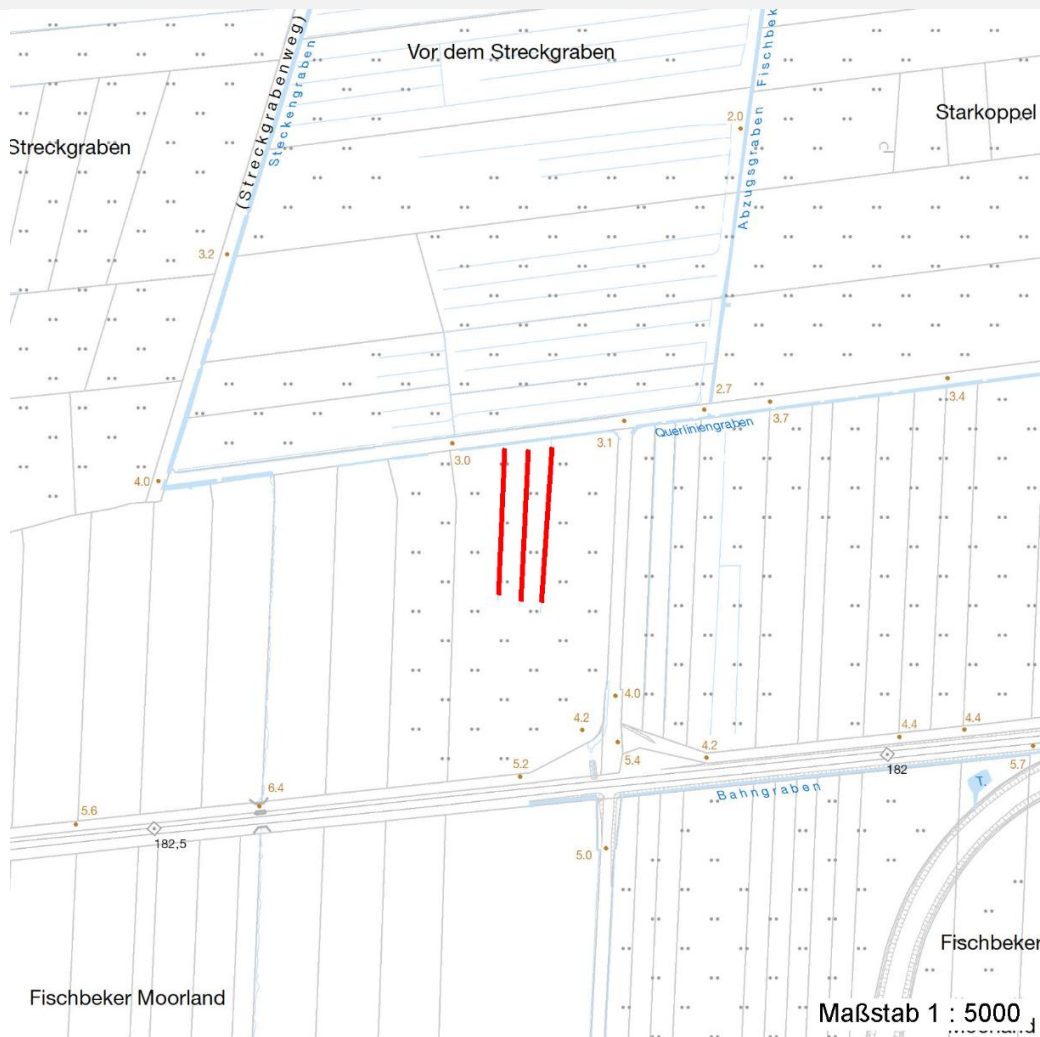 Vor dem Streckgraben
(Streckgrabenweg)
Steckengraben
Abzugsgraben Fischbek
Starkoppel
2.0
Streckgraben
3.2
2.7
3.7
3.4
3.1
Querliniengraben
3.0
4.0
4.0
4.2
5.4
4.2
4.4
4.4
5.7
5.2
182
T.
Bahngraben
6.4
5.6
182,5
5.0
Fischbeker
Fischbeker Moorland
Maßstab 1 : 5000
Moorland